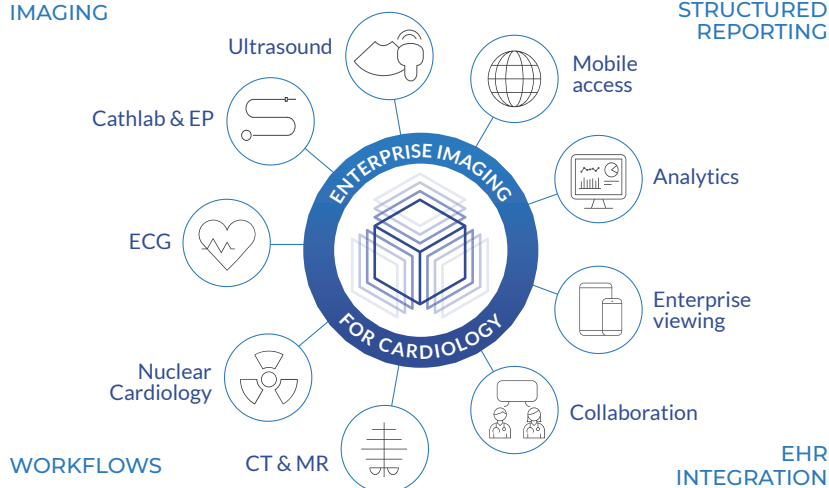 IMAGING
STRUCTURED
REPORTING
Ultrasound
Mobile
access
Cathlab & EP
Analytics
ENTERPRISE IMAGING
FOR CARDIOLOGY
ECG
Enterprise
viewing
Nuclear
Cardiology
Collaboration
CT & MR
WORKFLOWS
EHR
INTEGRATION